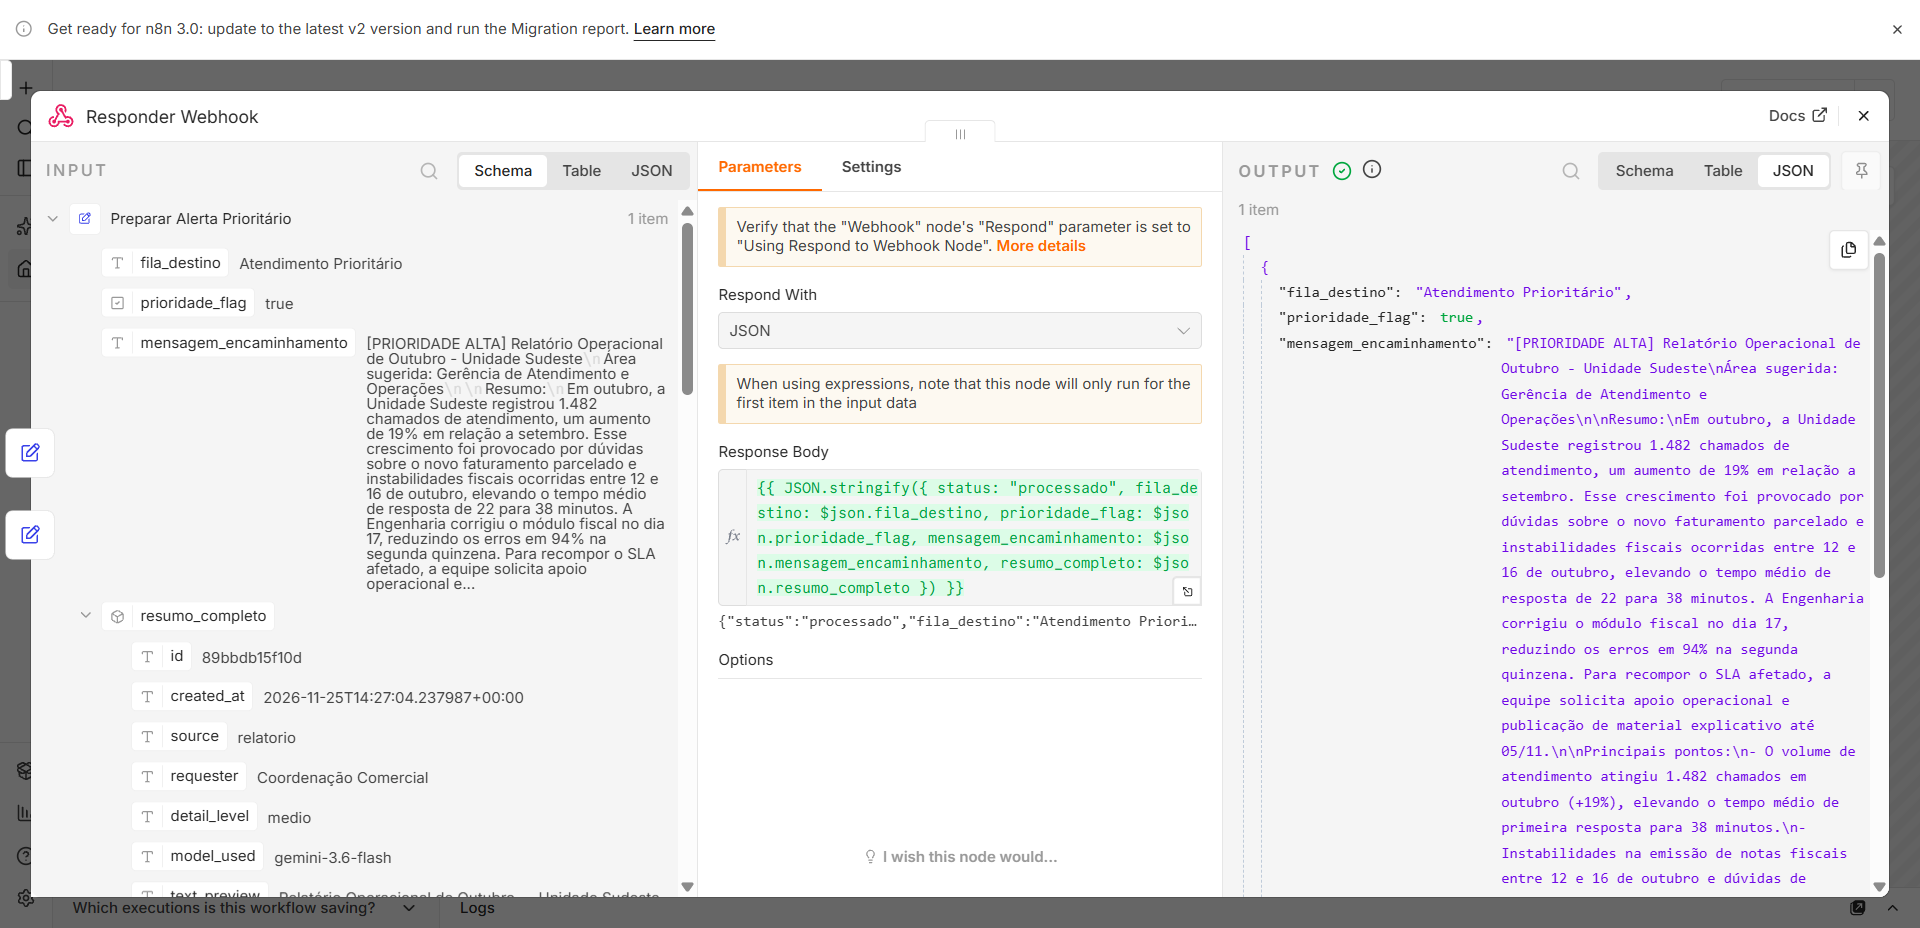 Get ready for n8n 3.0: update to the latest v2 version and run the Migration report. Learn more
Responder Webhook
Docs
INPUT
Schema
Table
JSON
Preparar Alerta Prioritário
1 item
fila_destino
Atendimento Prioritário
prioridade_flag
true
mensagem_encaminhamento
[PRIORIDADE ALTA] Relatório Operacional
de Outubro - Unidade Sudeste\nÁrea
sugerida: Gerência de Atendimento e
Operações\n\nResumo:\nEm outubro, a
Unidade Sudeste registrou 1.482
chamados de atendimento, um aumento
de 19% em relação a setembro. Esse
crescimento foi provocado por dúvidas
sobre o novo faturamento parcelado e
instabilidades fiscais ocorridas entre 12 e
16 de outubro, elevando o tempo médio
de resposta de 22 para 38 minutos. A
Engenharia corrigiu o módulo fiscal no dia
17, reduzindo os erros em 94% na
segunda quinzena. Para recompor o SLA
afetado, a equipe solicita apoio
operacional e...
resumo_completo
id
89bbdb15f10d
created_at
2026-11-25T14:27:04.237987+00:00
source
relatorio
requester
Coordenação Comercial
detail_level
medio
model_used
gemini-3.6-flash
text_preview
Relatório Operacional de Outubro — Unidade Sudeste
Parameters
Settings
Verify that the "Webhook" node's "Respond" parameter is set to
"Using Respond to Webhook Node". More details
Respond With
JSON
When using expressions, note that this node will only run for the
first item in the input data
Response Body
fx
{{ JSON.stringify({ status: "processado", fila_de
stino: $json.fila_destino, prioridade_flag: $jso
n.prioridade_flag, mensagem_encaminhamento: $jso
n.mensagem_encaminhamento, resumo_completo: $jso
n.resumo_completo }) }}
{"status":"processado","fila_destino":"Atendimento Priori…
Options
I wish this node would...
OUTPUT
Schema
Table
JSON
1 item
[
{
"fila_destino": "Atendimento Prioritário",
"prioridade_flag": true,
"mensagem_encaminhamento": "[PRIORIDADE ALTA] Relatório Operacional de
Outubro - Unidade Sudeste\nÁrea sugerida:
Gerência de Atendimento e
Operações\n\nResumo:\nEm outubro, a Unidade
Sudeste registrou 1.482 chamados de
atendimento, um aumento de 19% em relação a
setembro. Esse crescimento foi provocado por
dúvidas sobre o novo faturamento parcelado e
instabilidades fiscais ocorridas entre 12 e
16 de outubro, elevando o tempo médio de
resposta de 22 para 38 minutos. A Engenharia
corrigiu o módulo fiscal no dia 17,
reduzindo os erros em 94% na segunda
quinzena. Para recompor o SLA afetado, a
equipe solicita apoio operacional e
publicação de material explicativo até
05/11.\n\nPrincipais pontos:\n- O volume de
atendimento atingiu 1.482 chamados em
outubro (+19%), elevando o tempo médio de
primeira resposta para 38 minutos.\n-
Instabilidades na emissão de notas fiscais
entre 12 e 16 de outubro e dúvidas de
Which executions is this workflow saving?
Logs